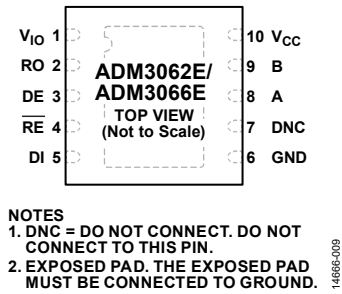 VIO 1
RO 2
DE 3
RE 4
DI 5
10 VCC
9 B
8 A
7 DNC
6 GND
ADM3062E/
ADM3066E
TOP VIEW
(Not to Scale)
NOTES
1. DNC = DO NOT CONNECT. DO NOT
CONNECT TO THIS PIN.
2. EXPOSED PAD. THE EXPOSED PAD
MUST BE CONNECTED TO GROUND.
14666-009